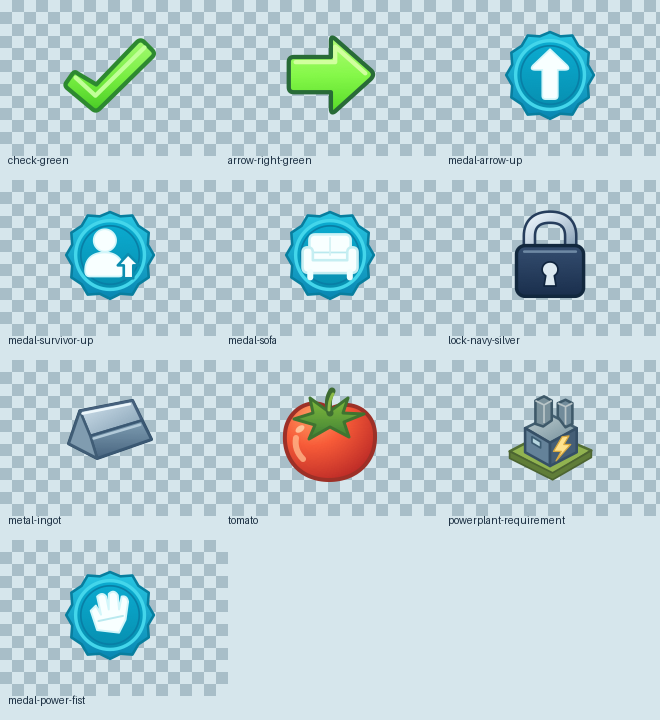 check-green
arrow-right-green
medal-arrow-up
medal-survivor-up
medal-sofa
lock-navy-silver
metal-ingot
tomato
powerplant-requirement
medal-power-fist